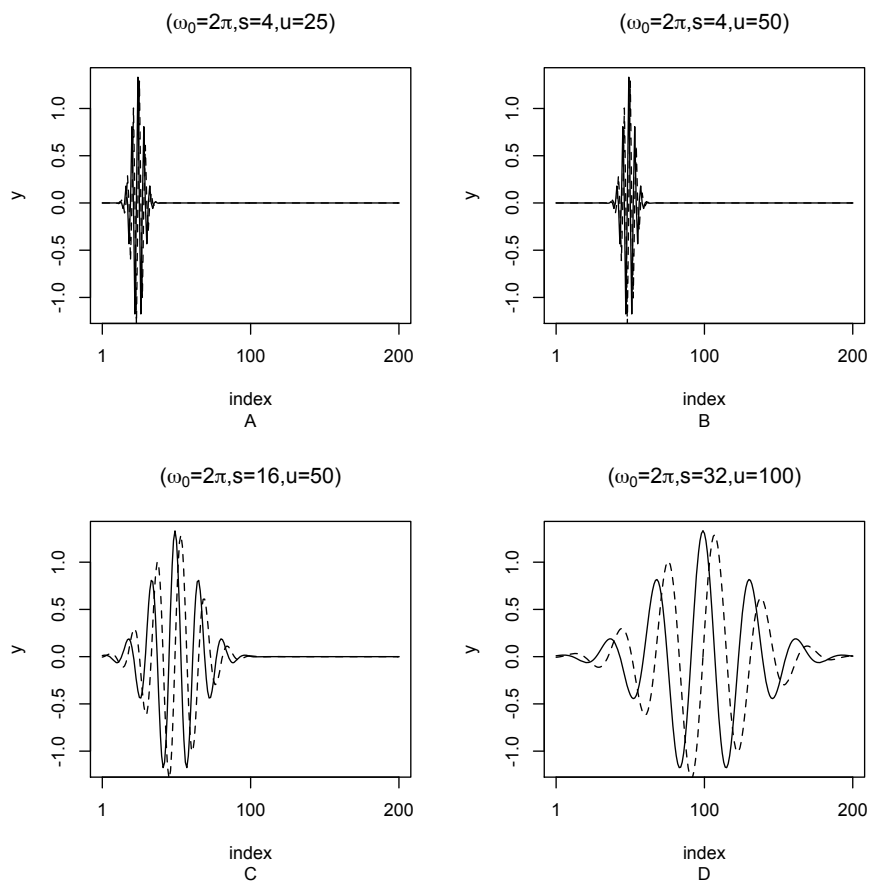 (ω₀=2π,s=4,u=25)
y
1.0
0.5
0.0
-0.5
-1.0
1 100 200
index
A
(ω₀=2π,s=4,u=50)
y
1.0
0.5
0.0
-0.5
-1.0
1 100 200
index
B
(ω₀=2π,s=16,u=50)
y
1.0
0.5
0.0
-0.5
-1.0
1 100 200
index
C
(ω₀=2π,s=32,u=100)
y
1.0
0.5
0.0
-0.5
-1.0
1 100 200
index
D